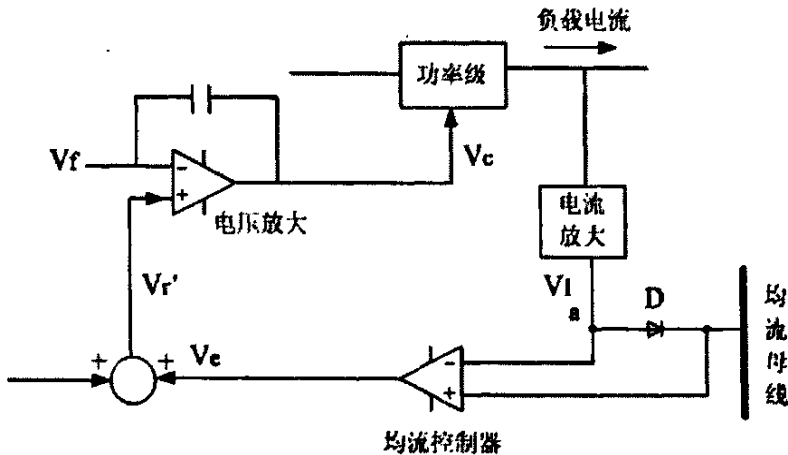 负载电流
功率级
Vf
-
+
Vc
电压放大
电流
放大
Vr'
VI
a
D
均流母线
+
+
Ve
-
+
均流控制器